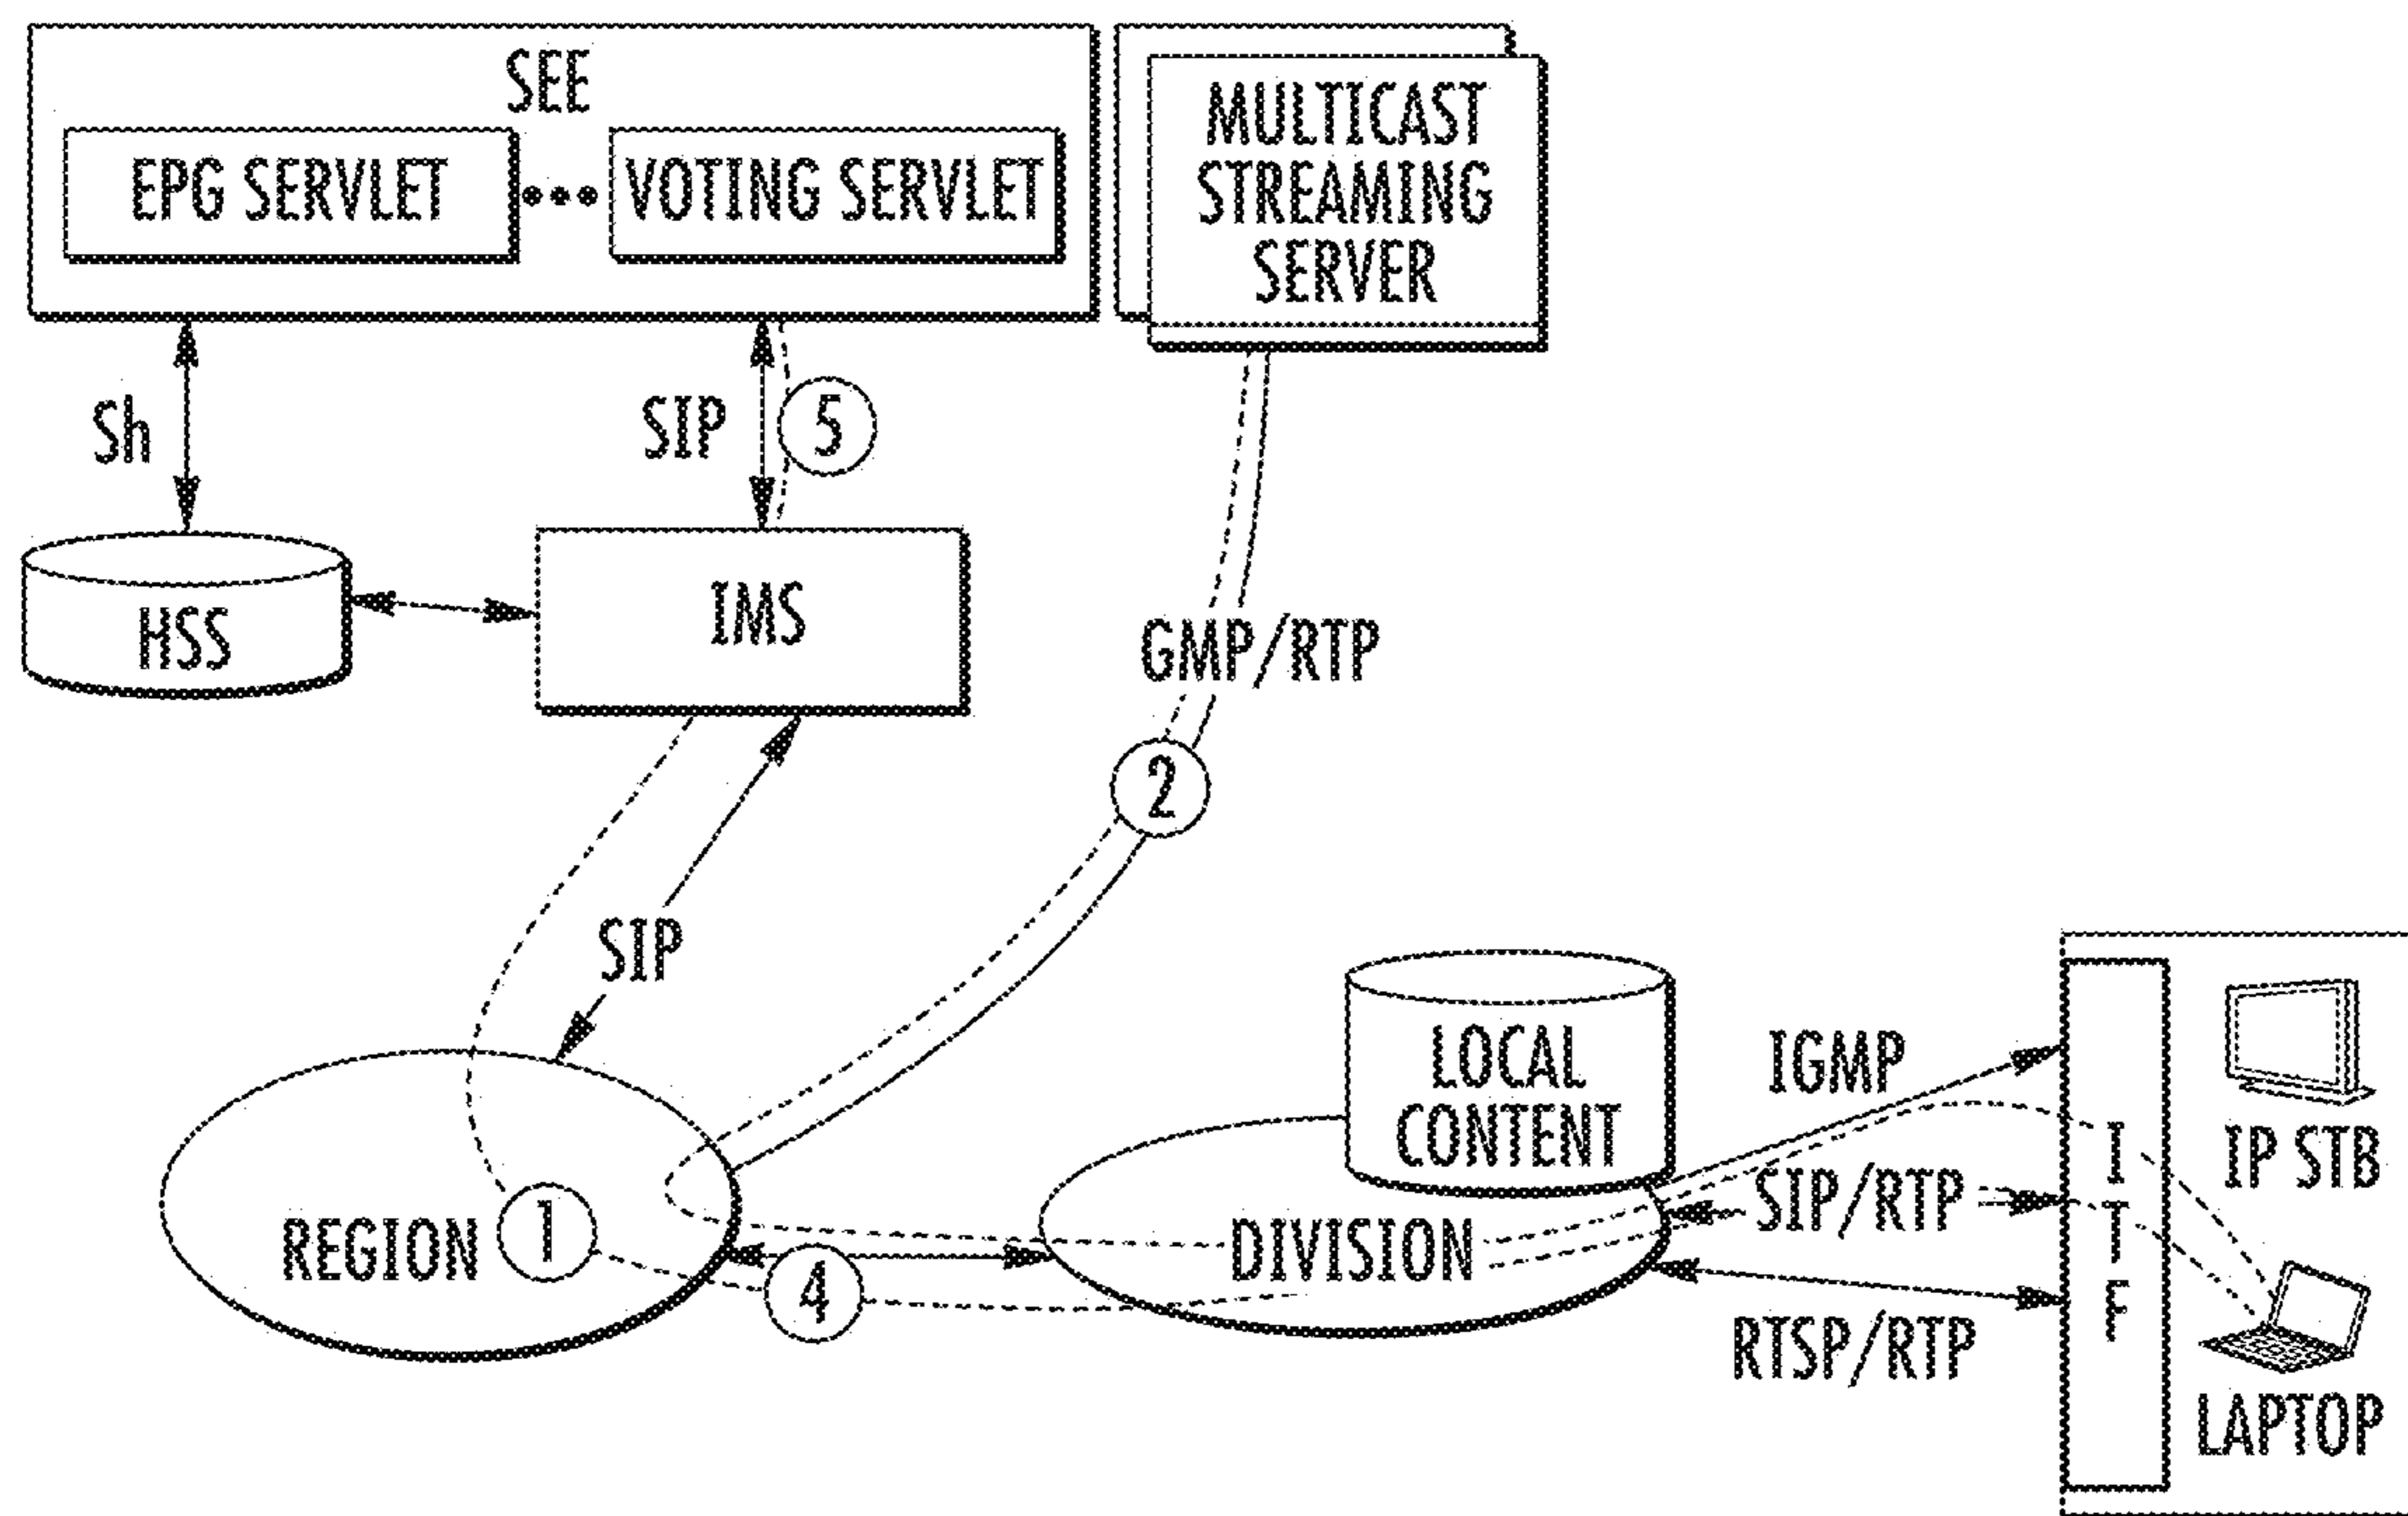 SEE
EPG SERVLET
VOTING SERVLET
MULTICAST
STREAMING
SERVER
Sh
SIP
5
HSS
IMS
GMP/RTP
2
SIP
LOCAL
CONTENT
IGMP
I
T
F
IP STB
REGION
1
4
DIVISION
SIP/RTP
RTSP/RTP
LAPTOP